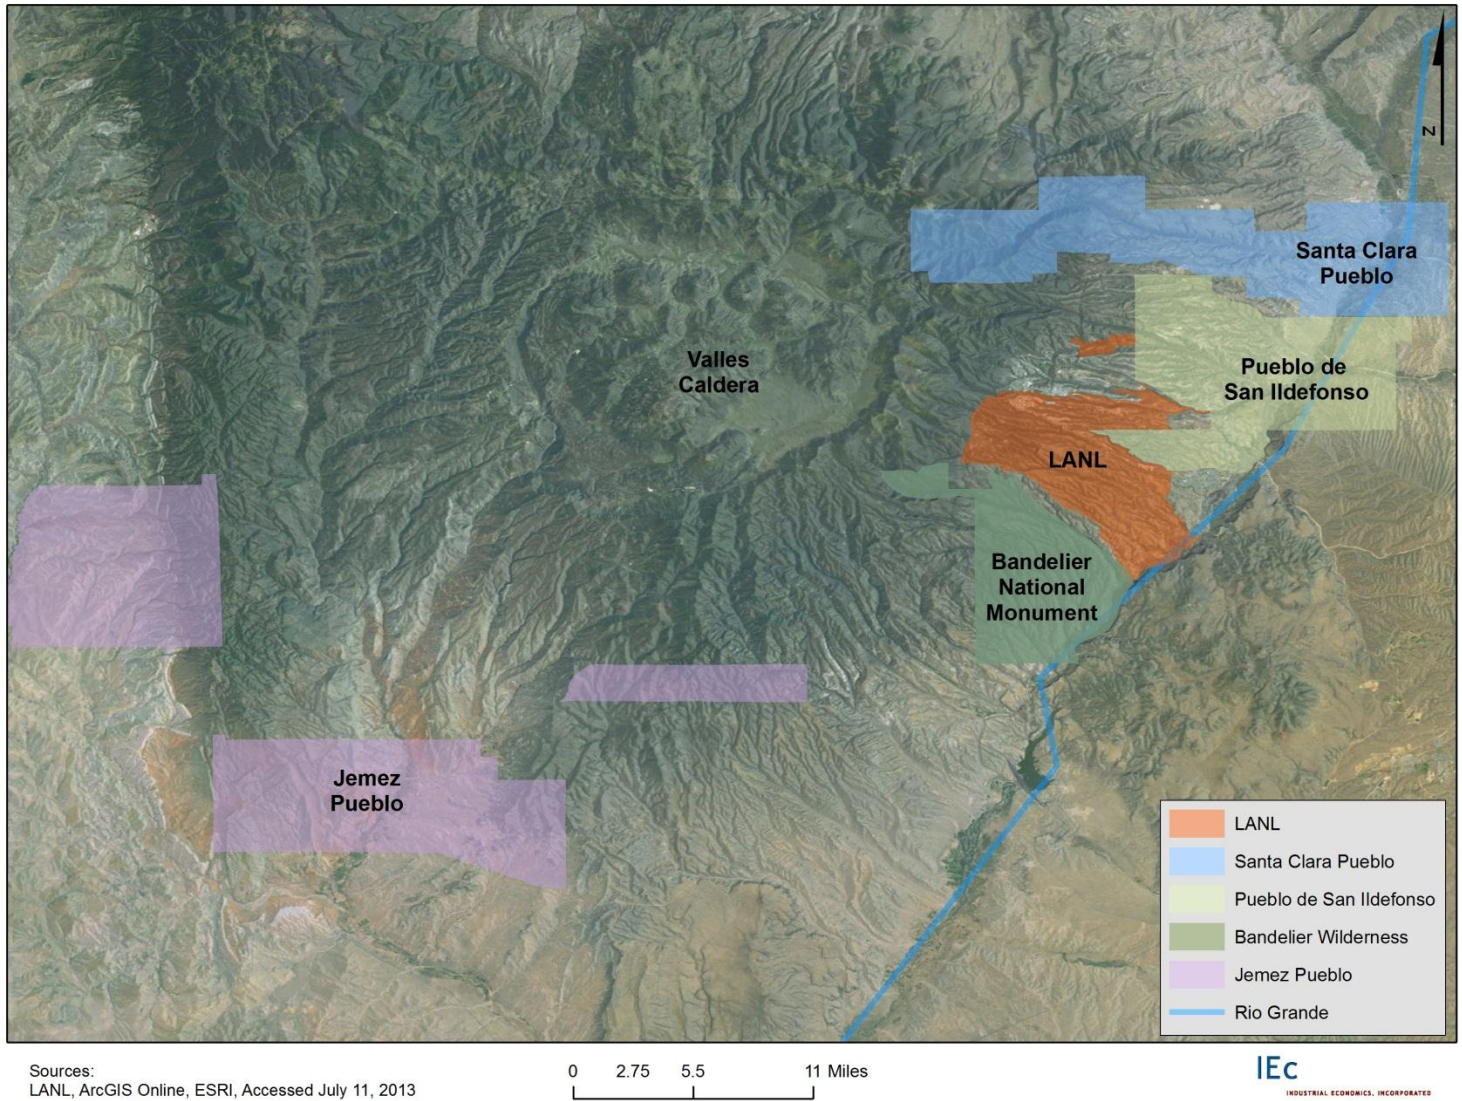 N
Santa Clara
Pueblo
Valles
Caldera
Pueblo de
San Ildefonso
LANL
Bandelier
National
Monument
Jemez
Pueblo
LANL
Santa Clara Pueblo
Pueblo de San Ildefonso
Bandelier Wilderness
Jemez Pueblo
Rio Grande
Sources:
LANL, ArcGIS Online, ESRI, Accessed July 11, 2013
0 2.75 5.5 11 Miles
IEc
INDUSTRIAL ECONOMICS, INCORPORATED